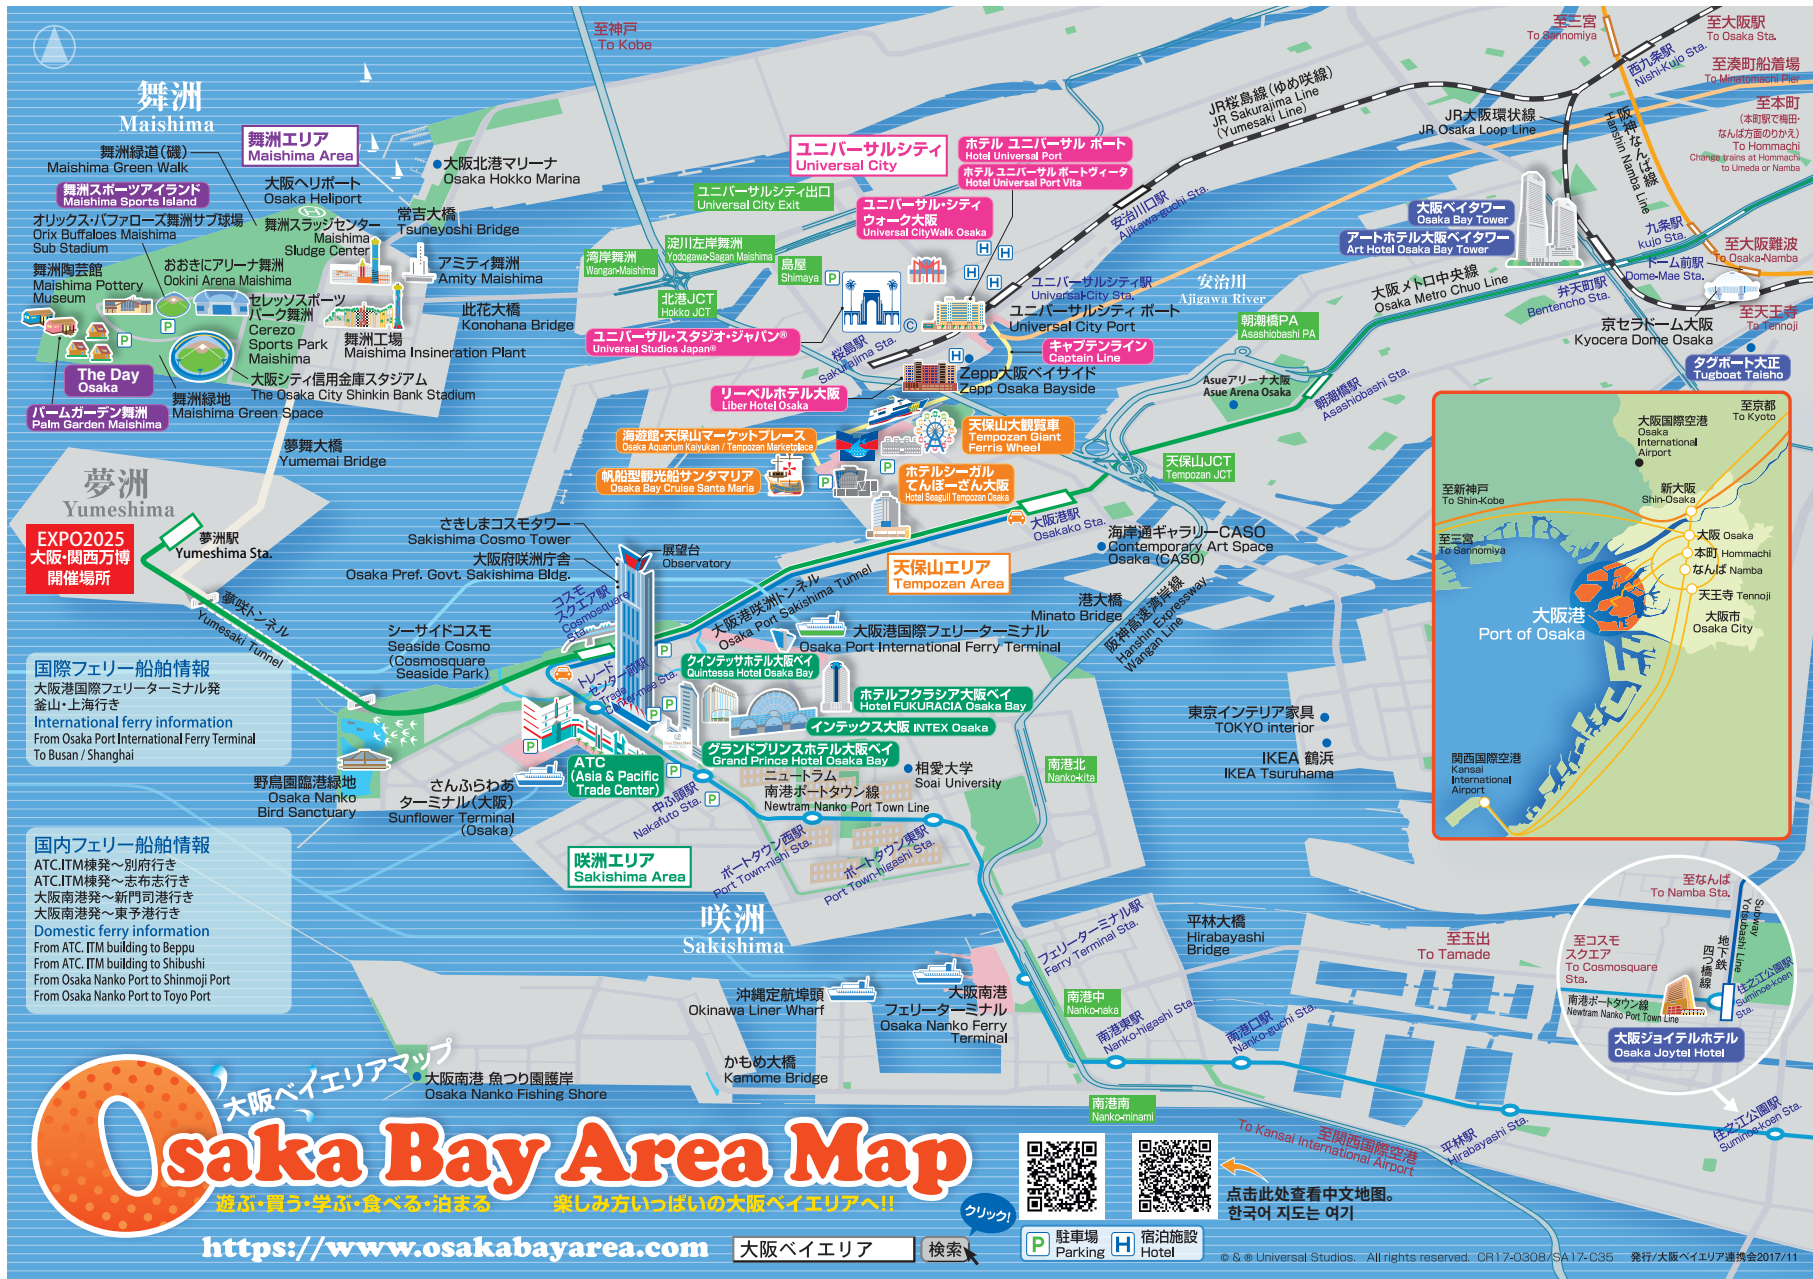 至神戸
To Kobe
至三宮
To Sannomiya
至大阪駅
To Osaka Sta.
西九条駅
Nishi-Kujo Sta.
至湊町船着場
To Minatomachi Pier
至本町
(本町駅で梅田・
なんば方面のりかえ)
To Hommachi
Change trains at Hommachi
to Umeda or Namba
舞洲
Maishima
舞洲エリア
Maishima Area
舞洲緑道(磯)
Maishima Green Walk
舞洲スポーツアイランド
Maishima Sports Island
大阪ヘリポート
Osaka Heliport
大阪北港マリーナ
Osaka Hokko Marina
オリックス・バファローズ舞洲サブ球場
Orix Buffaloes Maishima
Sub Stadium
舞洲スラッジセンター
Maishima
Sludge Center
常吉大橋
Tsuneyoshi Bridge
舞洲陶芸館
Maishima Pottery
Museum
おおきにアリーナ舞洲
Ookini Arena Maishima
アミティ舞洲
Amity Maishima
セレッソスポーツ
パーク舞洲
Cerezo
Sports Park
Maishima
此花大橋
Konohana Bridge
舞洲工場
Maishima Insineration Plant
The Day
Osaka
大阪シティ信用金庫スタジアム
The Osaka City Shinkin Bank Stadium
舞洲緑地
Maishima Green Space
パームガーデン舞洲
Palm Garden Maishima
夢舞大橋
Yumemai Bridge
ユニバーサルシティ
Universal City
ホテル ユニバーサル ポート
Hotel Universal Port
ホテル ユニバーサル ポートヴィータ
Hotel Universal Port Vita
ユニバーサルシティ出口
Universal City Exit
ユニバーサル・シティ
ウォーク大阪
Universal CityWalk Osaka
湾岸舞洲
Wangan-Maishima
淀川左岸舞洲
Yodogawa-Sagan Maishima
島屋
Shimaya
北港JCT
Hokko JCT
ユニバーサル・スタジオ・ジャパン®
Universal Studios Japan®
©
JR桜島線(ゆめ咲線)
JR Sakurajima Line
(Yumesaki Line)
JR大阪環状線
JR Osaka Loop Line
阪神なんば線
Hanshin Namba Line
安治川口駅
Ajikawa-guchi Sta.
ユニバーサルシティ駅
Universal-City Sta.
ユニバーサルシティ ポート
Universal City Port
安治川
Ajigawa River
桜島駅
Sakurajima Sta.
キャプテンライン
Captain Line
Zepp大阪ベイサイド
Zepp Osaka Bayside
リーベルホテル大阪
Liber Hotel Osaka
大阪ベイタワー
Osaka Bay Tower
アートホテル大阪ベイタワー
Art Hotel Osaka Bay Tower
九条駅
kujo Sta.
至大阪難波
To Osaka-Namba
ドーム前駅
Dome-Mae Sta.
大阪メトロ中央線
Osaka Metro Chuo Line
弁天町駅
Bentencho Sta.
至天王寺
To Tennoji
京セラドーム大阪
Kyocera Dome Osaka
タグボート大正
Tugboat Taisho
朝潮橋PA
Asashiobashi PA
朝潮橋駅
Asashiobashi Sta.
Asueアリーナ大阪
Asue Arena Osaka
海遊館・天保山マーケットプレース
Osaka Aquarium Kaiyukan / Tempozan Marketplace
天保山大観覧車
Tempozan Giant
Ferris Wheel
帆船型観光船サンタマリア
Osaka Bay Cruise Santa Maria
ホテルシーガル
てんぽーざん大阪
Hotel Seagull Tempozan Osaka
天保山JCT
Tempozan JCT
大阪港駅
Osakako Sta.
海岸通ギャラリーCASO
Contemporary Art Space
Osaka (CASO)
天保山エリア
Tempozan Area
夢洲
Yumeshima
EXPO2025
大阪・関西万博
開催場所
夢洲駅
Yumeshima Sta.
夢咲トンネル
Yumesaki Tunnel
さきしまコスモタワー
Sakishima Cosmo Tower
大阪府咲洲庁舎
Osaka Pref. Govt. Sakishima Bldg.
展望台
Observatory
コスモ
スクエア駅
Cosmosquare
Sta.
大阪港咲洲トンネル
Osaka Port Sakishima Tunnel
港大橋
Minato Bridge
阪神高速湾岸線
Hanshin Expressway
Wangan Line
シーサイドコスモ
Seaside Cosmo
(Cosmosquare
Seaside Park)
大阪港国際フェリーターミナル
Osaka Port International Ferry Terminal
トレード
センター前駅
Trade
Center-mae Sta.
クインテッサホテル大阪ベイ
Quintessa Hotel Osaka Bay
ホテルフクラシア大阪ベイ
Hotel FUKURACIA Osaka Bay
インテックス大阪 INTEX Osaka
グランドプリンスホテル大阪ベイ
Grand Prince Hotel Osaka Bay
ATC
(Asia & Pacific
Trade Center)
野鳥園臨港緑地
Osaka Nanko
Bird Sanctuary
さんふらわあ
ターミナル(大阪)
Sunflower Terminal
(Osaka)
ニュートラム
南港ポートタウン線
Newtram Nanko Port Town Line
相愛大学
Soai University
南港北
Nanko-kita
東京インテリア家具
TOKYO interior
IKEA 鶴浜
IKEA Tsuruhama
中ふ頭駅
Nakafuto Sta.
ポートタウン西駅
Port Town-nishi Sta.
ポートタウン東駅
Port Town-higashi Sta.
咲洲エリア
Sakishima Area
咲洲
Sakishima
国際フェリー船舶情報
大阪港国際フェリーターミナル発
釜山・上海行き
International ferry information
From Osaka Port International Ferry Terminal
To Busan / Shanghai
国内フェリー船舶情報
ATC.ITM棟発〜別府行き
ATC.ITM棟発〜志布志行き
大阪南港発〜新門司港行き
大阪南港発〜東予港行き
Domestic ferry information
From ATC. ITM building to Beppu
From ATC. ITM building to Shibushi
From Osaka Nanko Port to Shinmoji Port
From Osaka Nanko Port to Toyo Port
フェリーターミナル駅
Ferry Terminal Sta.
平林大橋
Hirabayashi
Bridge
至玉出
To Tamade
沖縄定航埠頭
Okinawa Liner Wharf
大阪南港
フェリーターミナル
Osaka Nanko Ferry
Terminal
南港中
Nanko-naka
南港東駅
Nanko-higashi Sta.
南港口駅
Nanko-guchi Sta.
かもめ大橋
Kamome Bridge
大阪南港 魚つり園護岸
Osaka Nanko Fishing Shore
南港南
Nanko-minami
至関西国際空港
To Kansai International Airport
平林駅
Hirabayashi Sta.
住之江公園駅
Suminoe-koen Sta.
至京都
To Kyoto
大阪国際空港
Osaka
International
Airport
至新神戸
To Shin-Kobe
新大阪
Shin-Osaka
至三宮
To Sannomiya
大阪 Osaka
本町 Hommachi
なんば Namba
天王寺 Tennoji
大阪市
Osaka City
大阪港
Port of Osaka
関西国際空港
Kansai
International
Airport
至なんば
To Namba Sta.
至コスモ
スクエア
To Cosmosquare
Sta.
地下鉄
四つ橋線
Subway
Yotsubashi Line
住之江公園駅
Suminoe-koen
Sta.
南港ポートタウン線
Newtram Nanko Port Town Line
大阪ジョイテルホテル
Osaka Joytel Hotel
大阪ベイエリアマップ
Osaka Bay Area Map
遊ぶ・買う・学ぶ・食べる・泊まる 楽しみ方いっぱいの大阪ベイエリアへ!!
https://www.osakabayarea.com
大阪ベイエリア
検索
クリック!
P 駐車場
Parking
H 宿泊施設
Hotel
点击此处查看中文地图。
한국어 지도는 여기
© & ® Universal Studios. All rights reserved. CR17-0308/SA17-C35 発行/大阪ベイエリア連携会2017/11